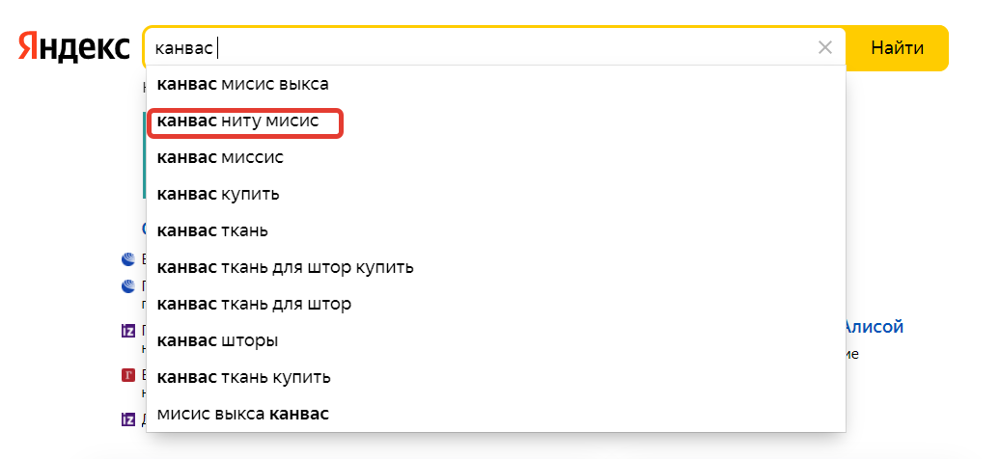 Яндекс
канвас
Найти
канвас мисис выкса
канвас ниту мисис
канвас миссис
канвас купить
канвас ткань
канвас ткань для штор купить
канвас ткань для штор
канвас шторы
канвас ткань купить
мисис выкса канвас
Алисой
ие